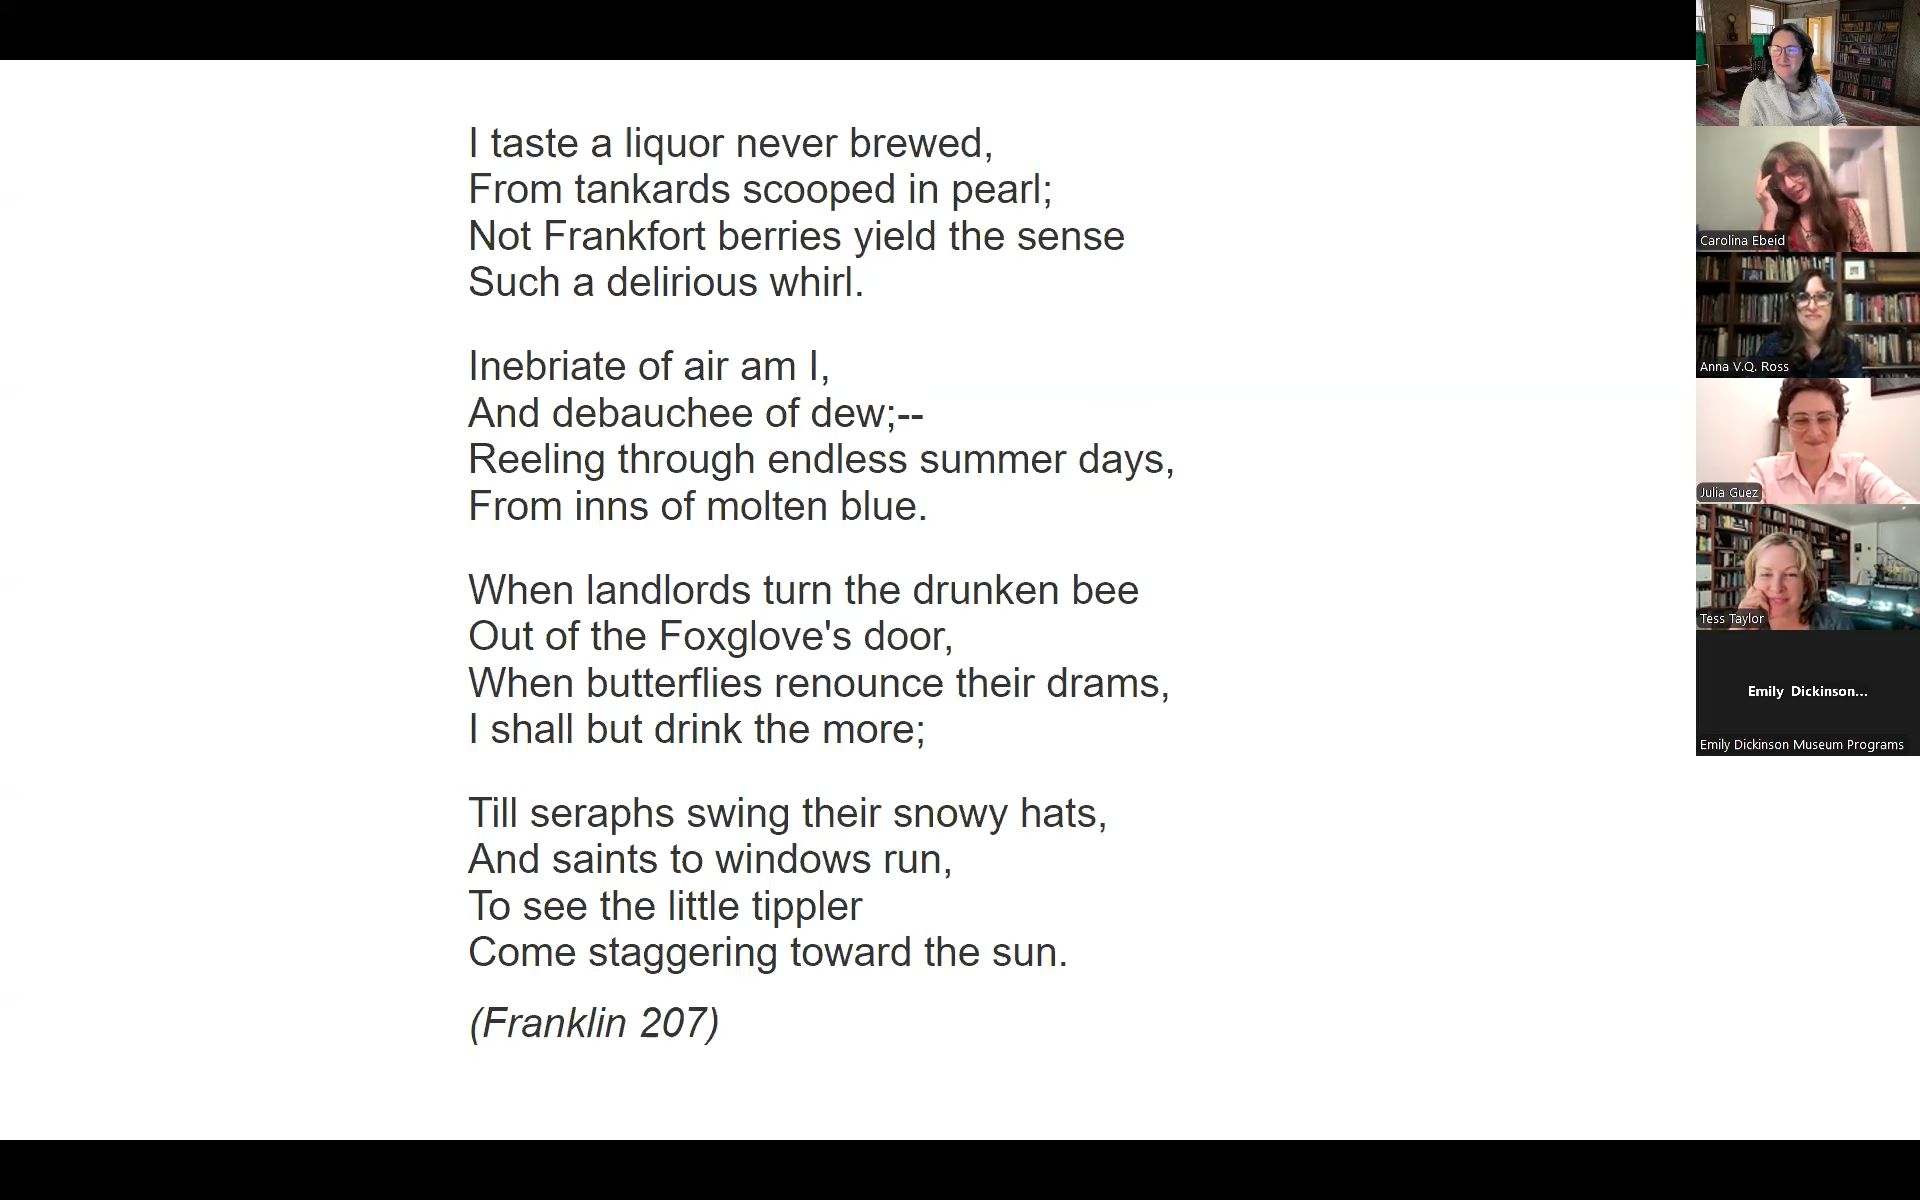 I taste a liquor never brewed,
From tankards scooped in pearl;
Not Frankfort berries yield the sense
Such a delirious whirl.
Inebriate of air am I,
And debauchee of dew;--
Reeling through endless summer days,
From inns of molten blue.
When landlords turn the drunken bee
Out of the Foxglove's door,
When butterflies renounce their drams,
I shall but drink the more;
Till seraphs swing their snowy hats,
And saints to windows run,
To see the little tippler
Come staggering toward the sun.
(Franklin 207)
Carolina Ebeid
Anna V.Q. Ross
Julia Guez
Tess Taylor
Emily Dickinson...
Emily Dickinson Museum Programs